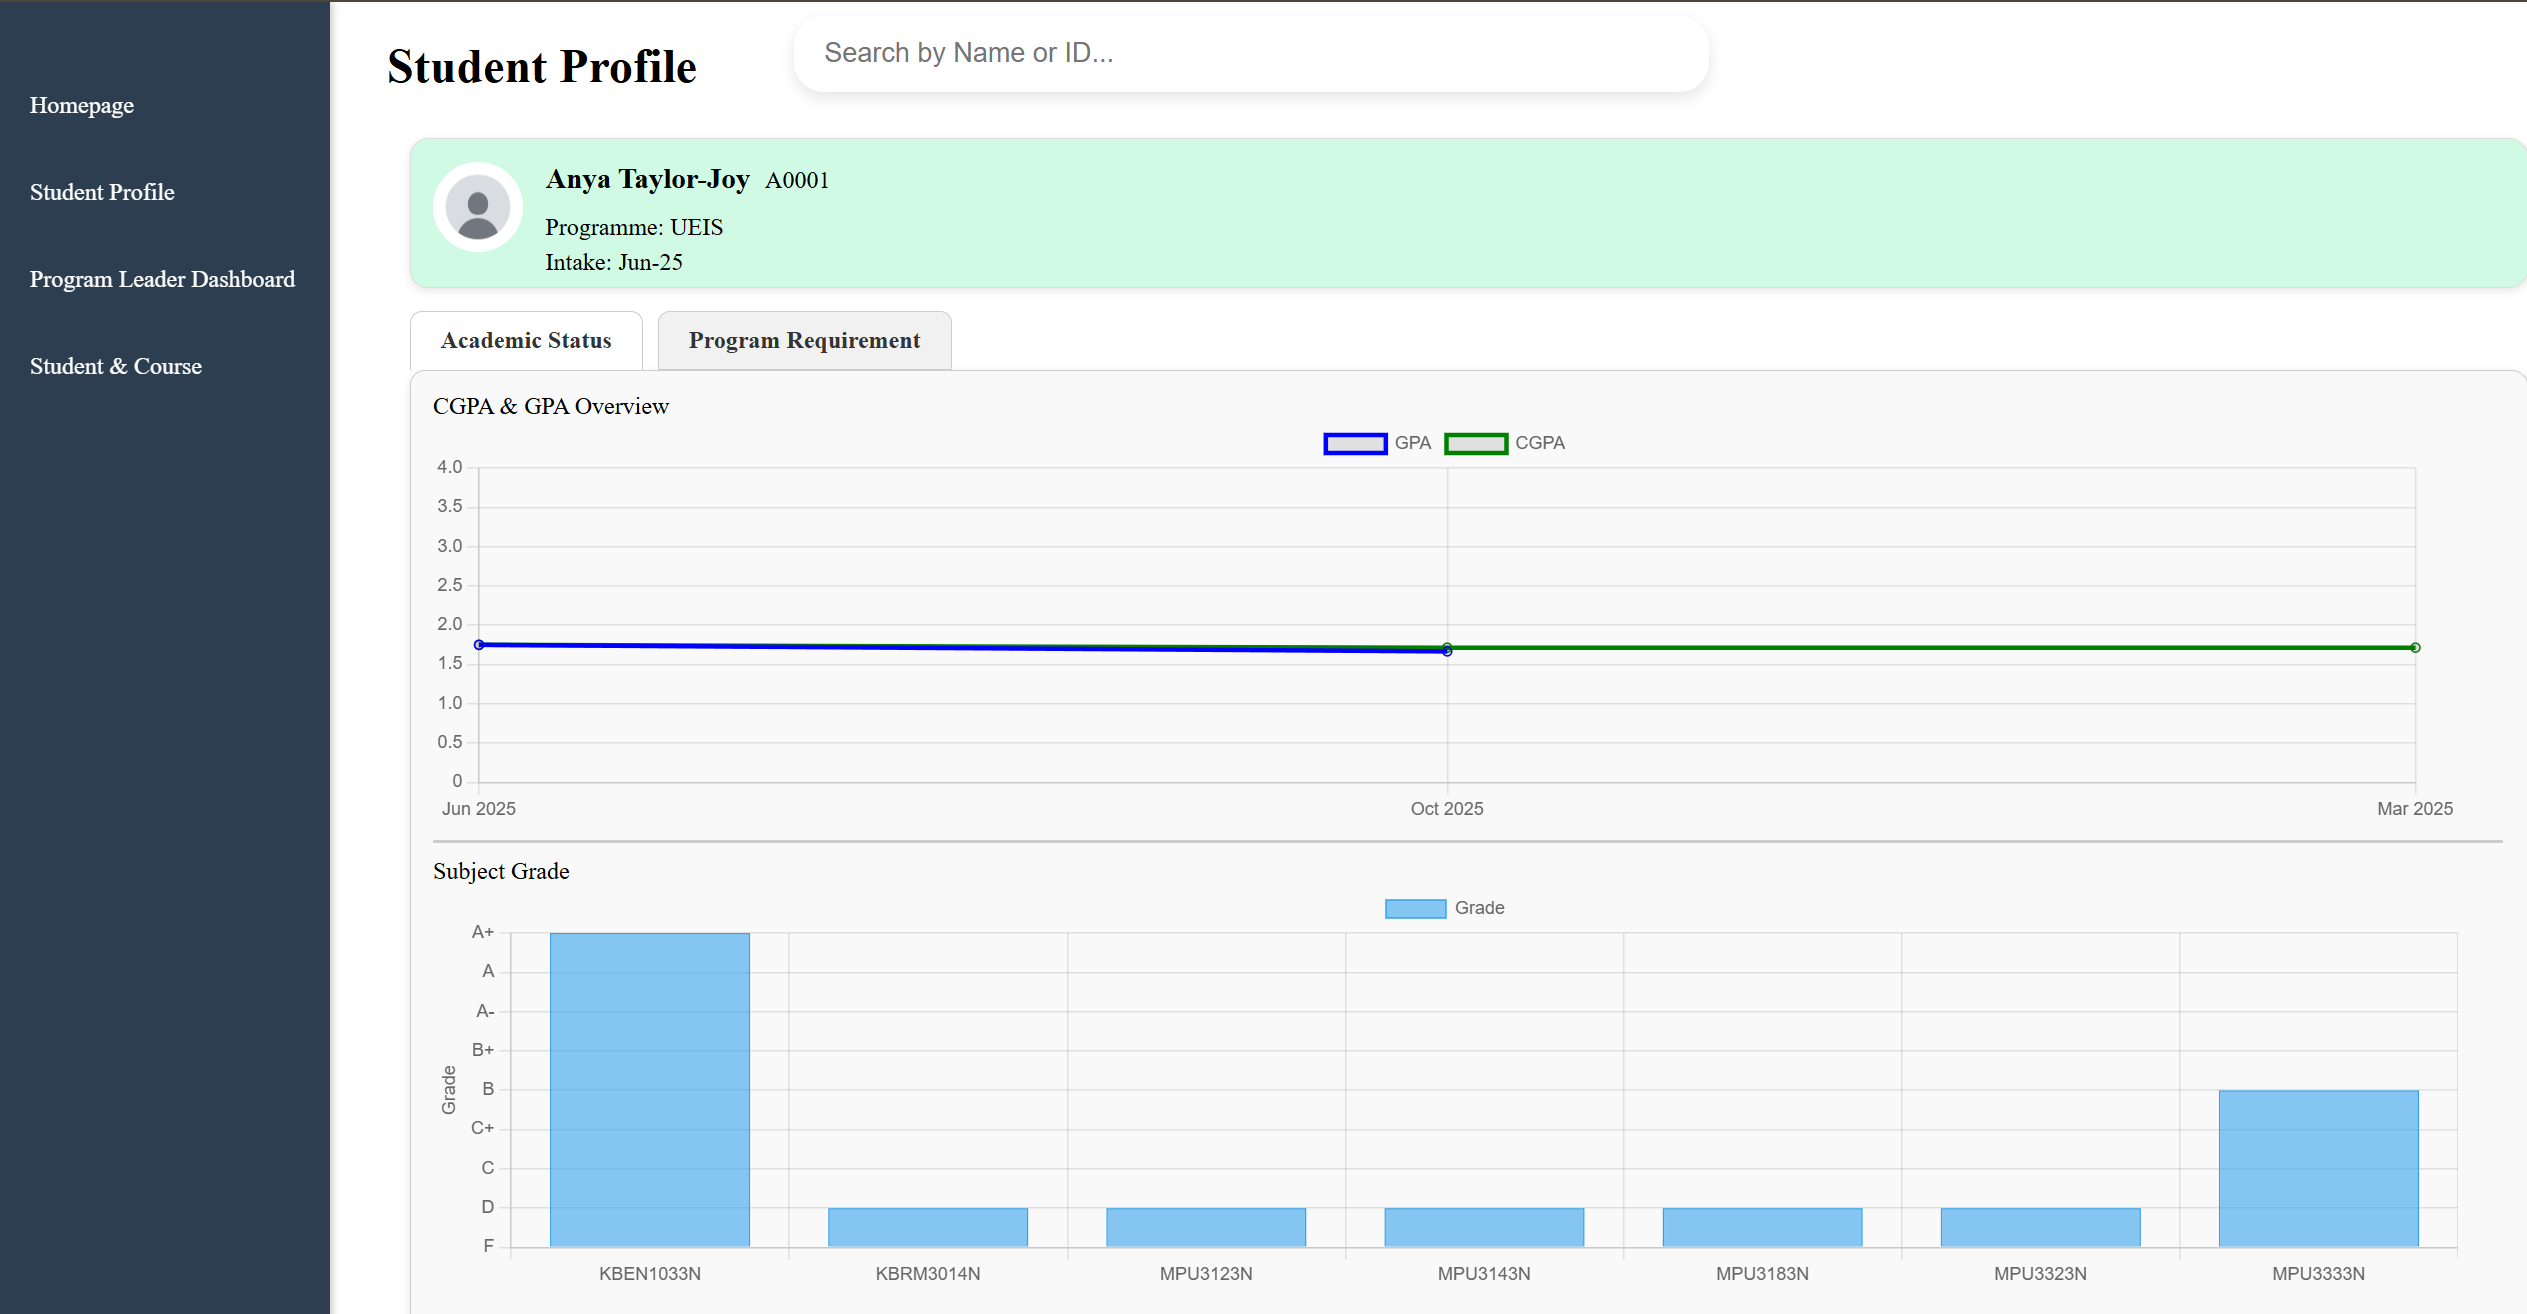 Homepage
Student Profile
Program Leader Dashboard
Student & Course
Student Profile
Search by Name or ID...
Anya Taylor-Joy A0001
Programme: UEIS
Intake: Jun-25
Academic Status
Program Requirement
CGPA & GPA Overview
GPA CGPA
4.0
3.5
3.0
2.5
2.0
1.5
1.0
0.5
0
Jun 2025 Oct 2025 Mar 2025
Subject Grade
Grade
A+
A
A-
B+
B
C+
C
D
F
Grade
KBEN1033N KBRM3014N MPU3123N MPU3143N MPU3183N MPU3323N MPU3333N